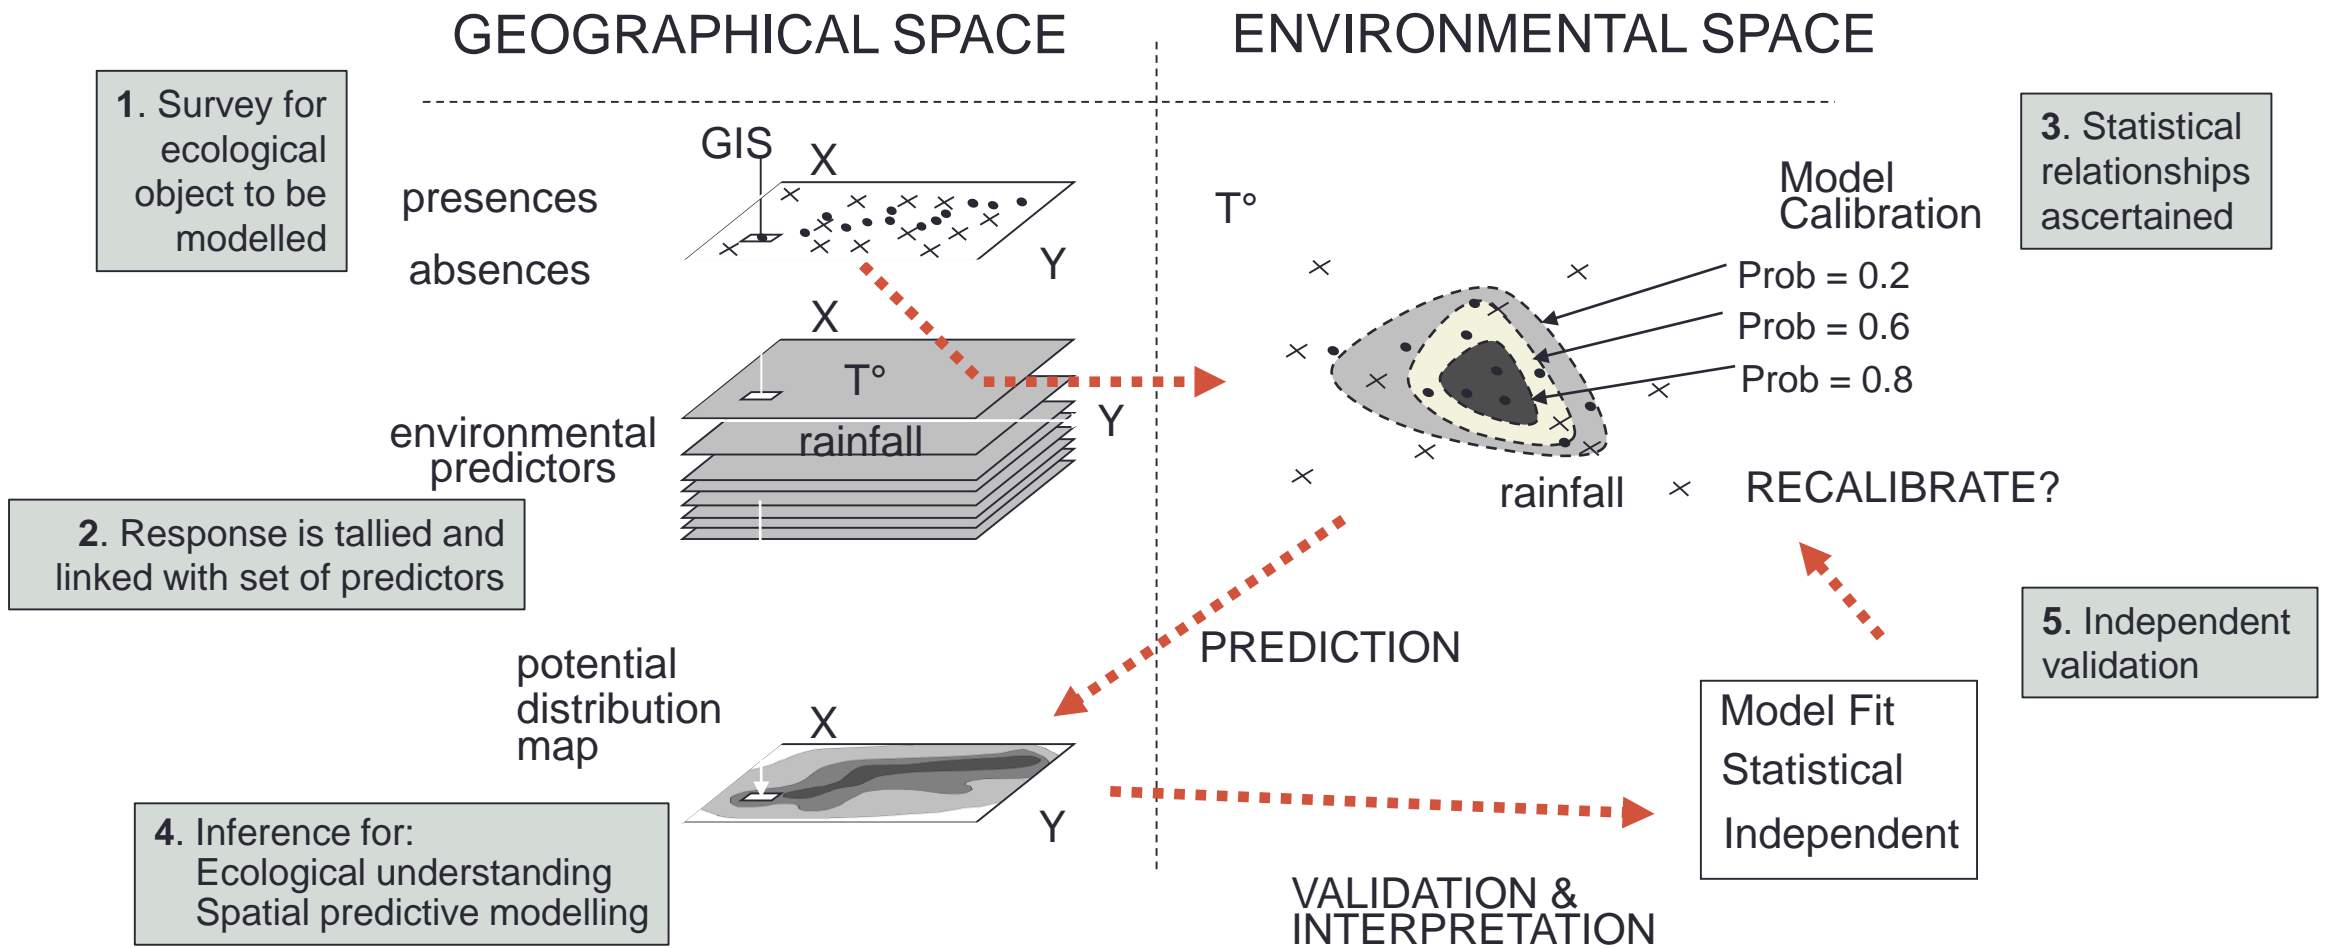 GEOGRAPHICAL SPACE
ENVIRONMENTAL SPACE
1. Survey for
ecological
object to be
modelled
GIS
X
presences
absences
Y
X
T°
rainfall
Y
environmental
predictors
2. Response is tallied and
linked with set of predictors
T°
Model
Calibration
3. Statistical
relationships
ascertained
Prob = 0.2
Prob = 0.6
Prob = 0.8
rainfall
RECALIBRATE?
PREDICTION
potential
distribution
map
X
Y
4. Inference for:
Ecological understanding
Spatial predictive modelling
5. Independent
validation
Model Fit
Statistical
Independent
VALIDATION &
INTERPRETATION